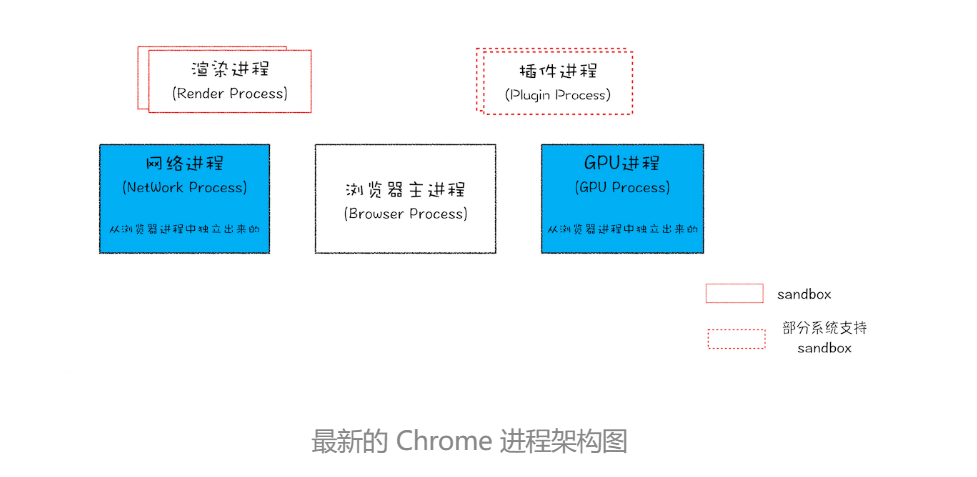 渲染进程
(Render Process)
插件进程
(Plugin Process)
网络进程
(NetWork Process)
从浏览器进程中独立出来的
浏览器主进程
(Browser Process)
GPU进程
(GPU Process)
从浏览器进程中独立出来的
sandbox
部分系统支持
sandbox
最新的 Chrome 进程架构图